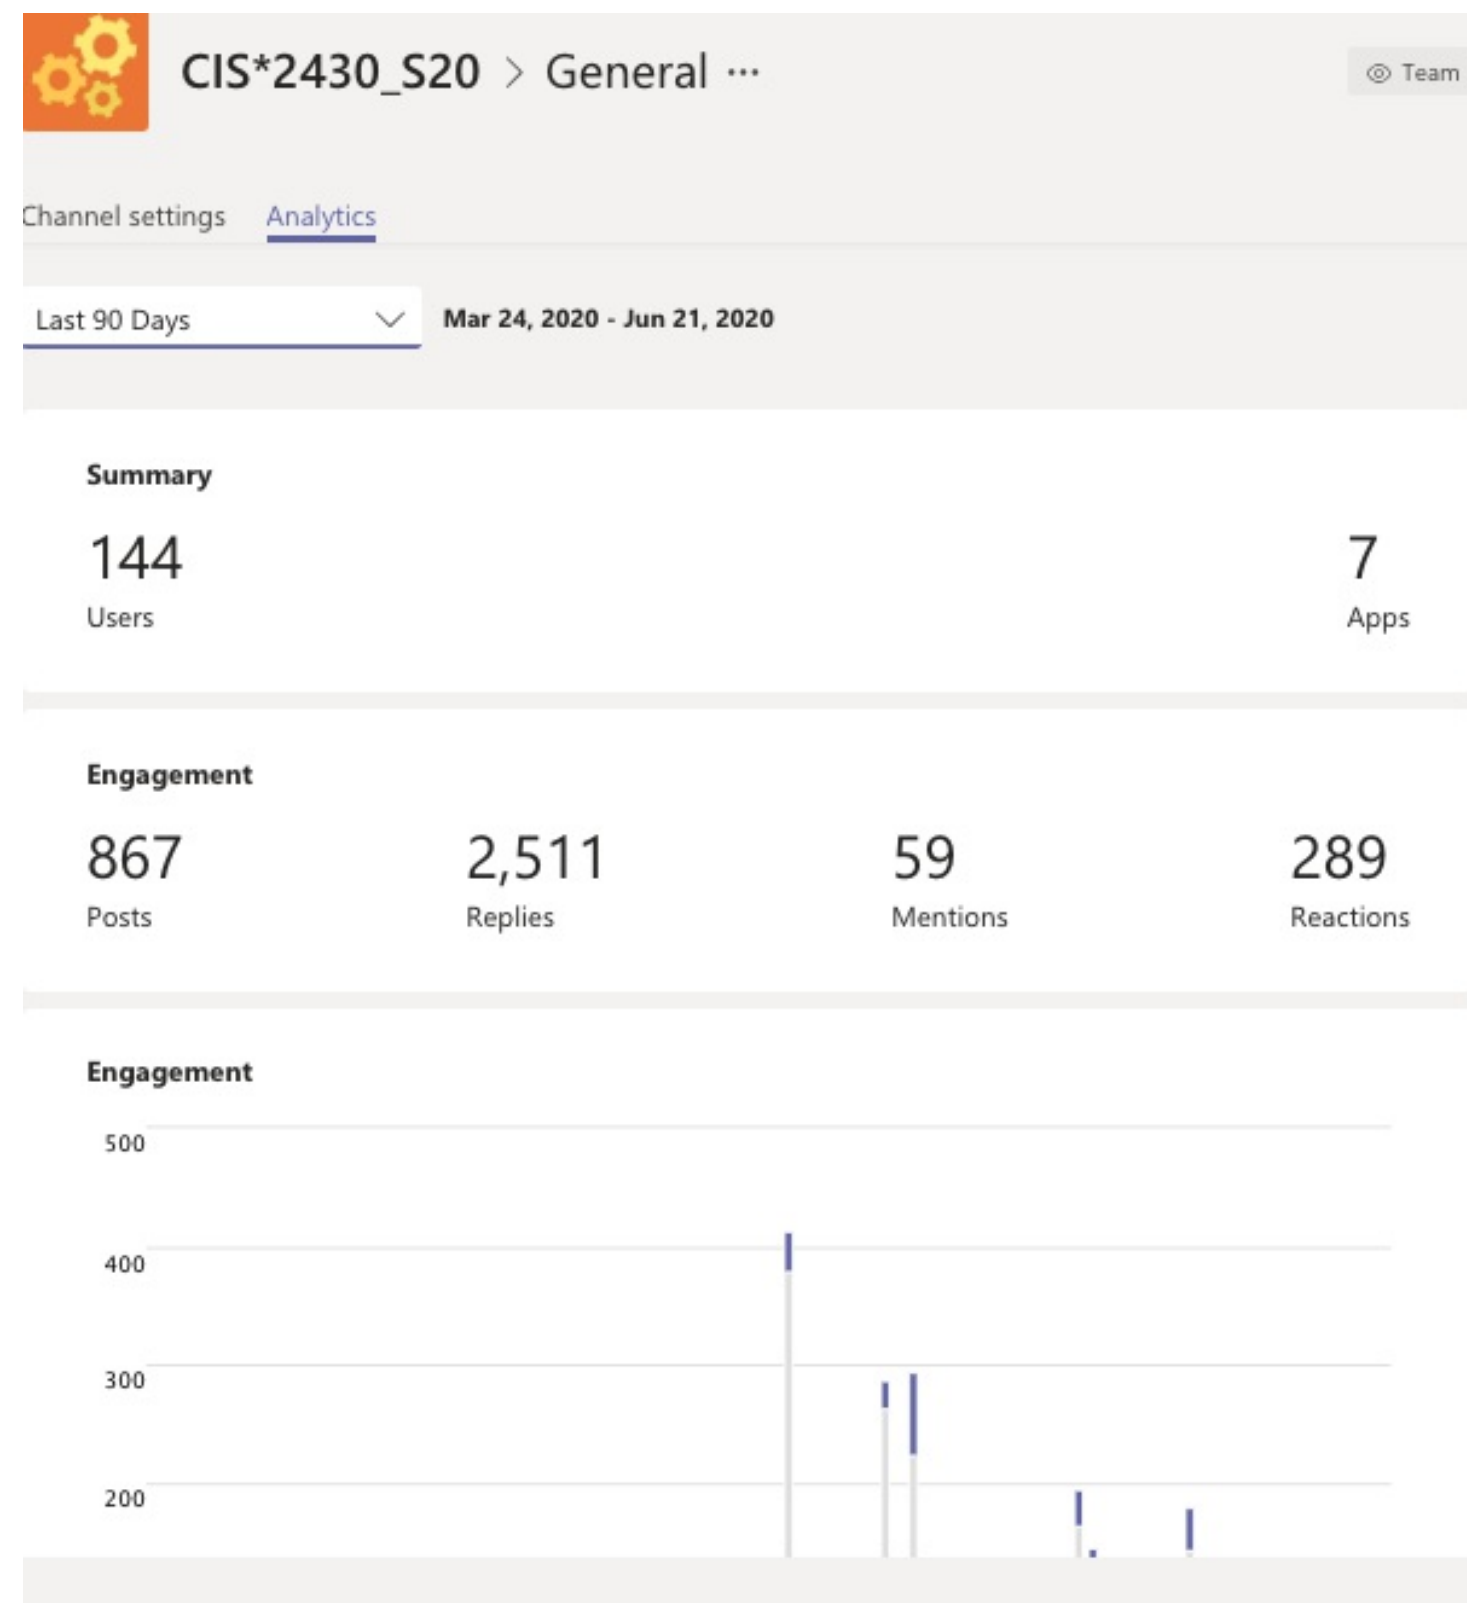 CIS*2430_S20 > General ...
Team
Channel settings Analytics
Last 90 Days Mar 24, 2020 - Jun 21, 2020
Summary
144 7
Users Apps
Engagement
867 2,511 59 289
Posts Replies Mentions Reactions
Engagement
500
400
300
200